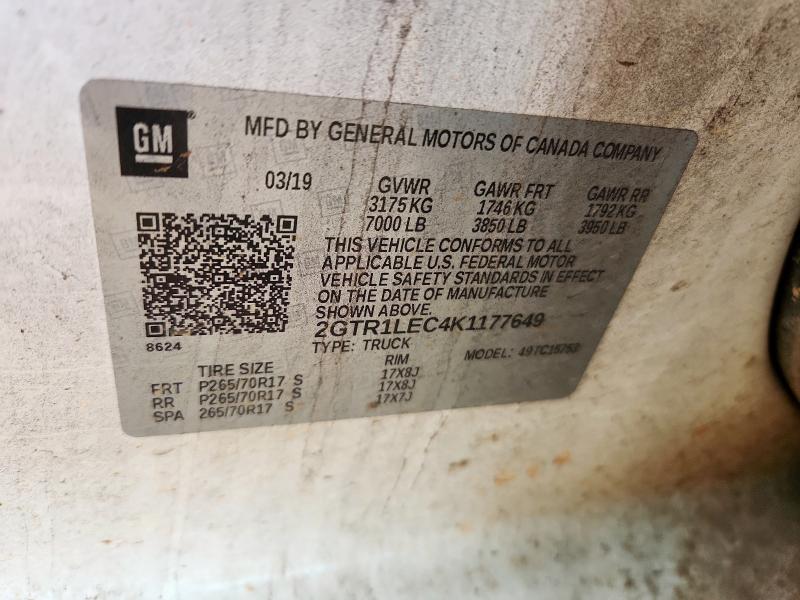 GM
MFD BY GENERAL MOTORS OF CANADA COMPANY
03/19 GVWR GAWR FRT GAWR RR
3175 KG 1746 KG 1792 KG
7000 LB 3850 LB 3950 LB
THIS VEHICLE CONFORMS TO ALL
APPLICABLE U.S. FEDERAL MOTOR
VEHICLE SAFETY STANDARDS IN EFFECT
ON THE DATE OF MANUFACTURE
SHOWN ABOVE.
2GTR1LEC4K1177649
8624
TYPE: TRUCK MODEL:
TIRE SIZE RIM
FRT P265/70R17 S 17X8J
RR P265/70R17 S 17X8J
SPA 265/70R17 S 17X7J